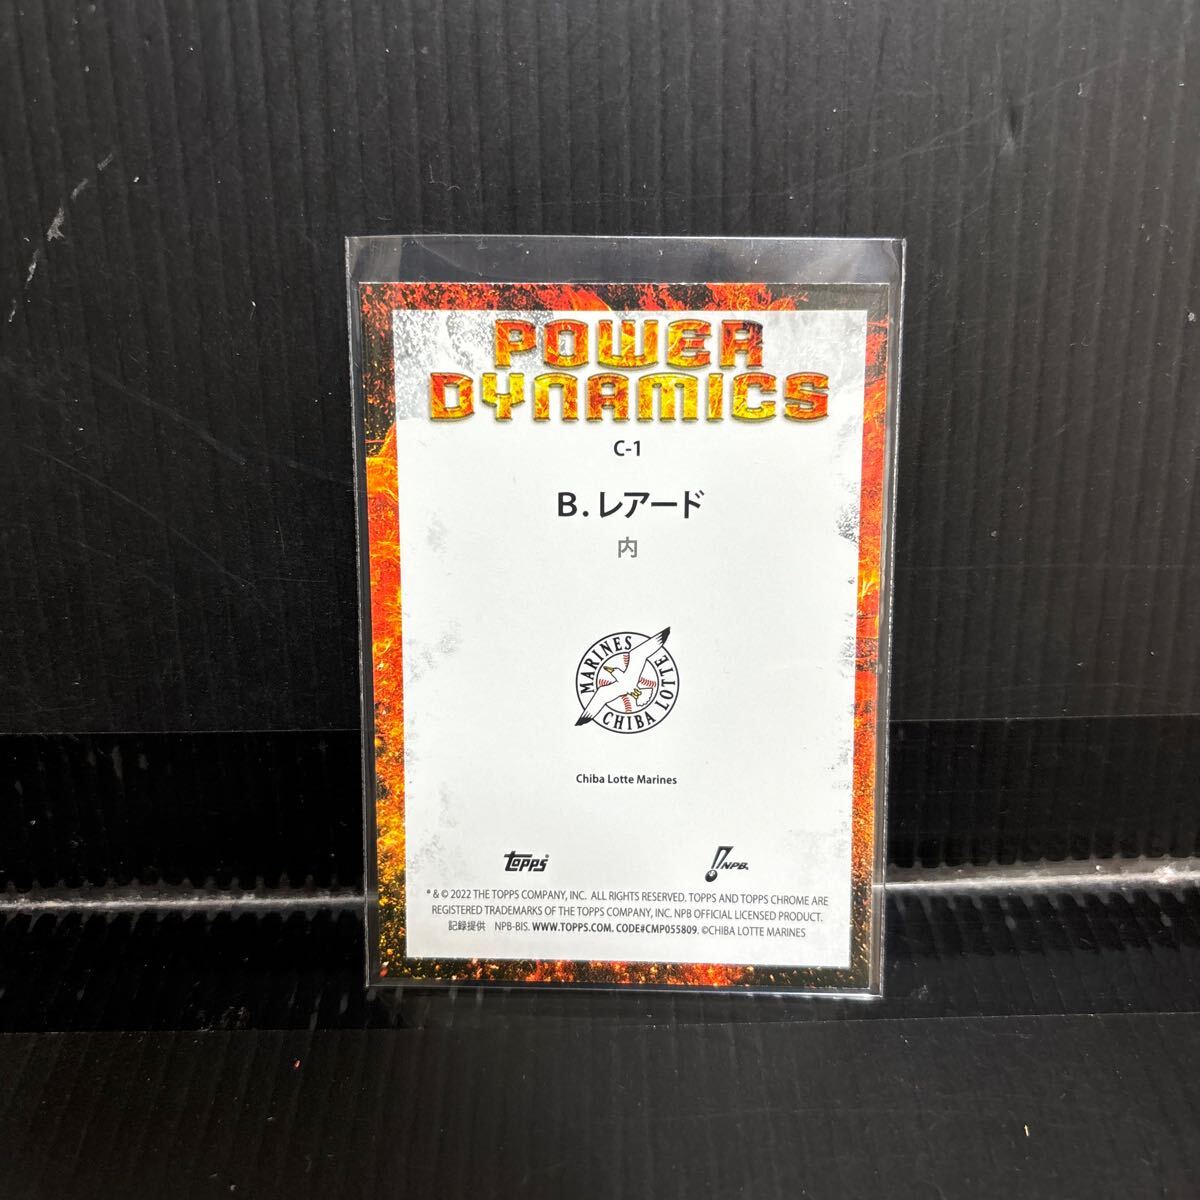 POWER
DYNAMICS
C-1
B. レアード
内
MARINES
CHIBA LOTTE
Chiba Lotte Marines
topps®
NPB®
® & © 2022 THE TOPPS COMPANY, INC. ALL RIGHTS RESERVED. TOPPS AND TOPPS CHROME ARE
REGISTERED TRADEMARKS OF THE TOPPS COMPANY, INC. NPB OFFICIAL LICENSED PRODUCT.
記録提供 NPB-BIS. WWW.TOPPS.COM. CODE#CMP055809. ©CHIBA LOTTE MARINES